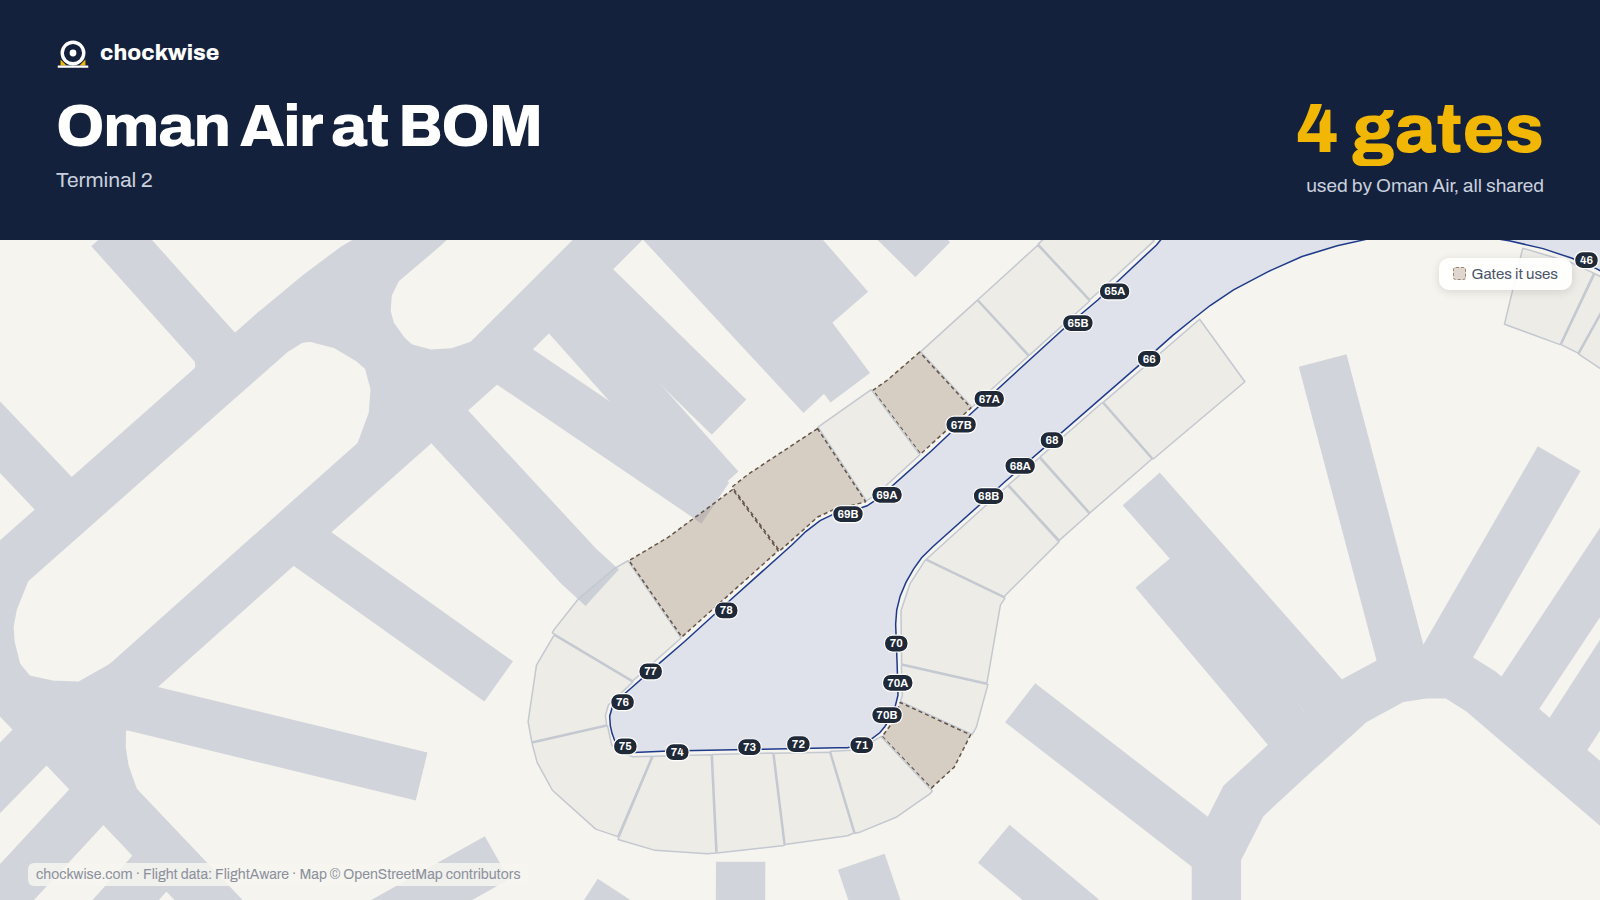 chockwise
Oman Air at BOM
Terminal 2
4 gates
used by Oman Air, all shared
Gates it uses
46
65A
65B
66
67A
67B
68
68A
69A
68B
69B
78
70
77
70A
76
70B
75
74
73
72
71
chockwise.com · Flight data: FlightAware · Map © OpenStreetMap contributors